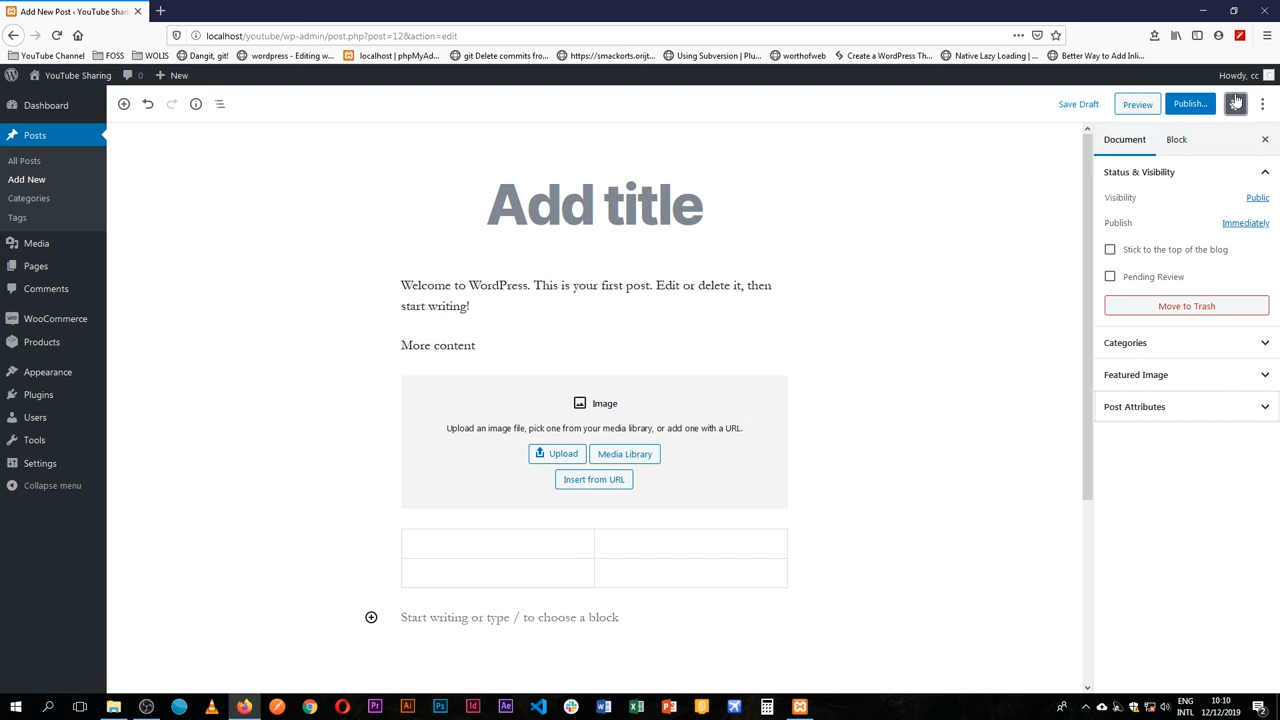 Add New Post ‹ YouTube Shari
localhost/youtube/wp-admin/post.php?post=12&action=edit
YouTube Channel
FOSS
WOLIS
Dangit, git!
wordpress - Editing w...
localhost | phpMyAd...
git Delete commits fro...
https://smackorts.orijt...
Using Subversion | Plu...
worthofweb
Create a WordPress Th...
Native Lazy Loading |...
Better Way to Add Inli...
YouTube Sharing
0
New
Howdy, cc
Dashboard
Posts
All Posts
Add New
Categories
Tags
Media
Pages
Comments
WooCommerce
Products
Appearance
Plugins
Users
Tools
Settings
Collapse menu
Save Draft
Preview
Publish...
Add title
Welcome to WordPress. This is your first post. Edit or delete it, then
start writing!
More content
Image
Upload an image file, pick one from your media library, or add one with a URL.
Upload
Media Library
Insert from URL
Start writing or type / to choose a block
Document
Block
Status & Visibility
Visibility
Public
Publish
Immediately
Stick to the top of the blog
Pending Review
Move to Trash
Categories
Featured Image
Post Attributes
ENG
INTL
10:10
12/12/2019
2